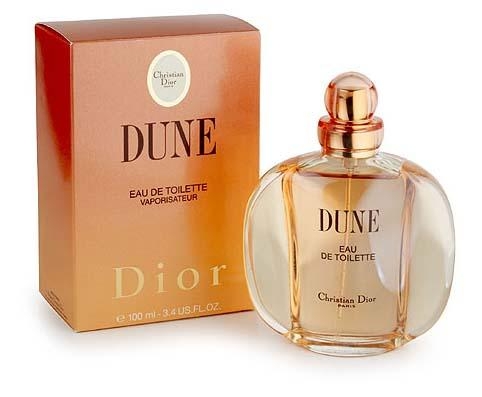 Christian
Dior
PARIS
DUNE
EAU DE TOILETTE
VAPORISATEUR
Dior
℮ 100 ml - 3.4 US.FL.OZ.
DUNE
EAU
DE TOILETTE
Christian Dior
PARIS